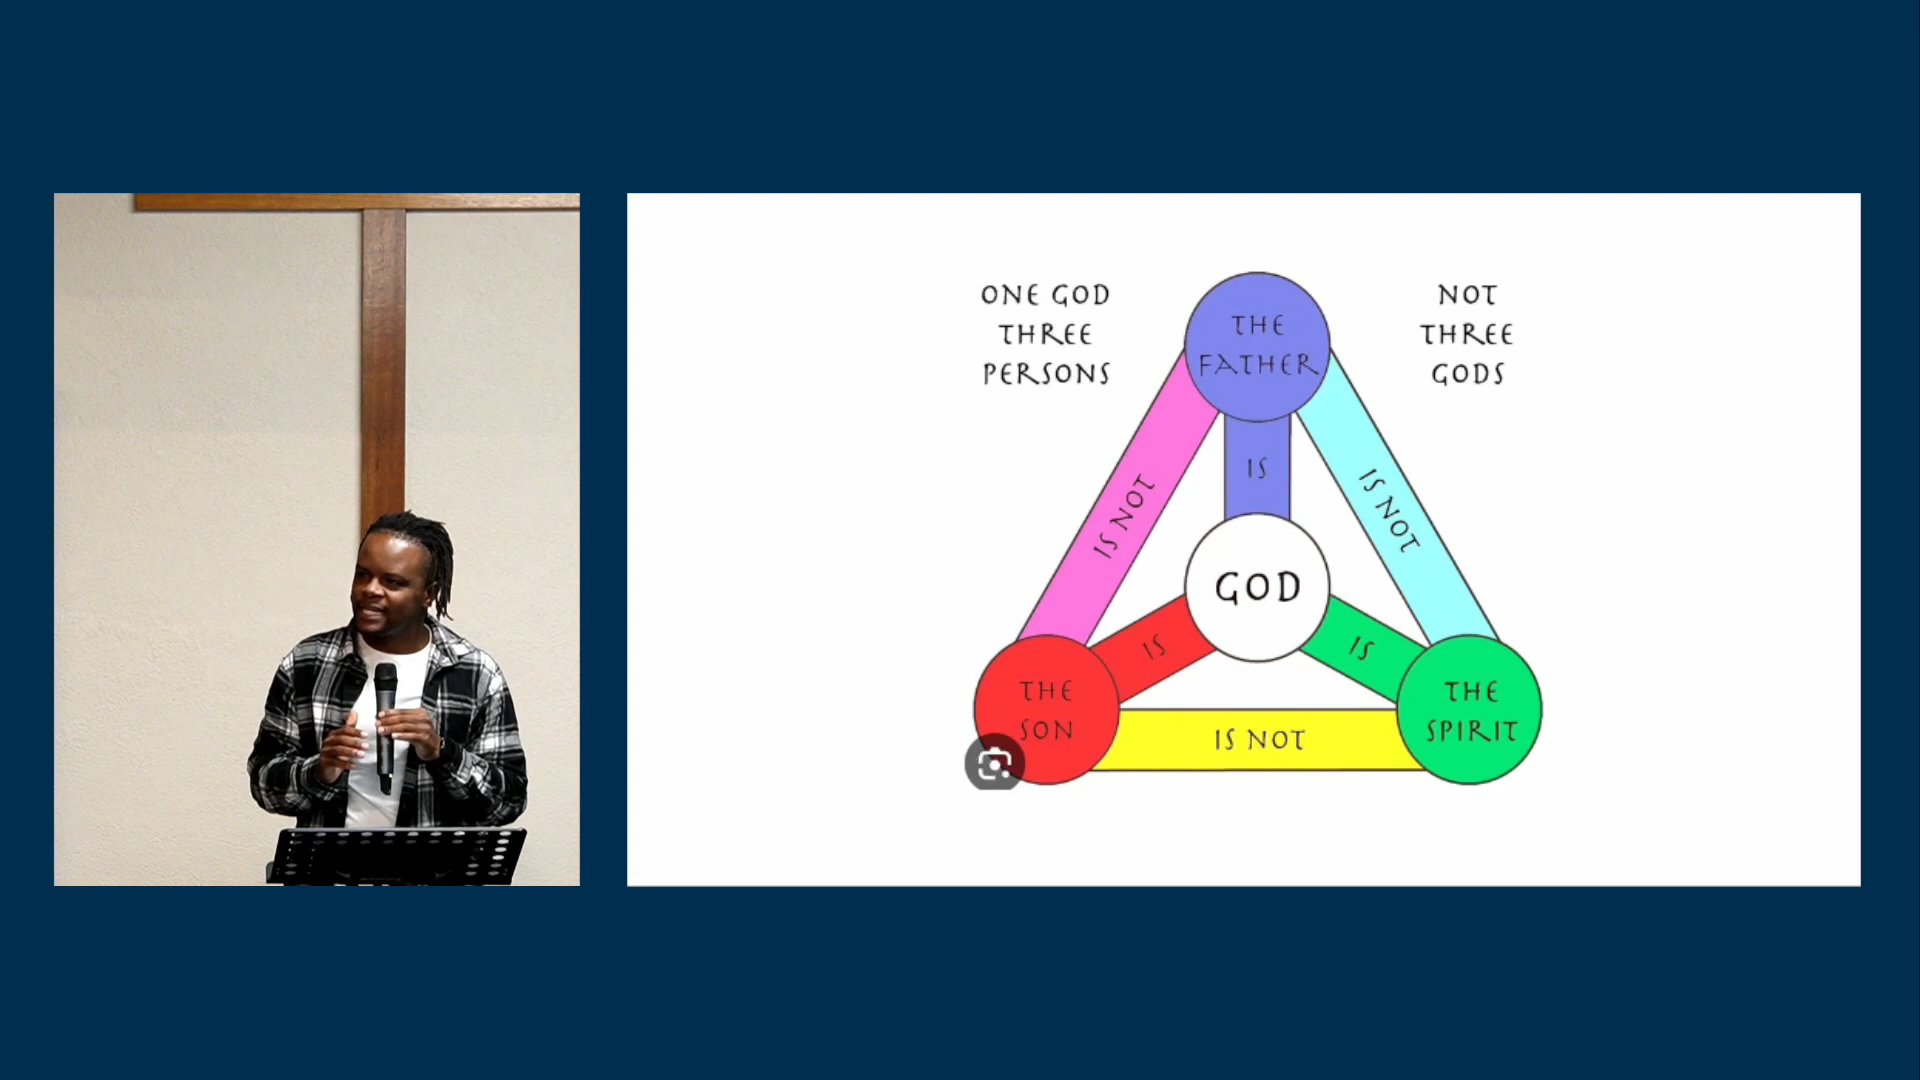 ONE GOD
THREE
PERSONS
NOT
THREE
GODS
THE
FATHER
IS NOT
IS
IS NOT
GOD
IS
IS
THE
SON
IS NOT
THE
SPIRIT